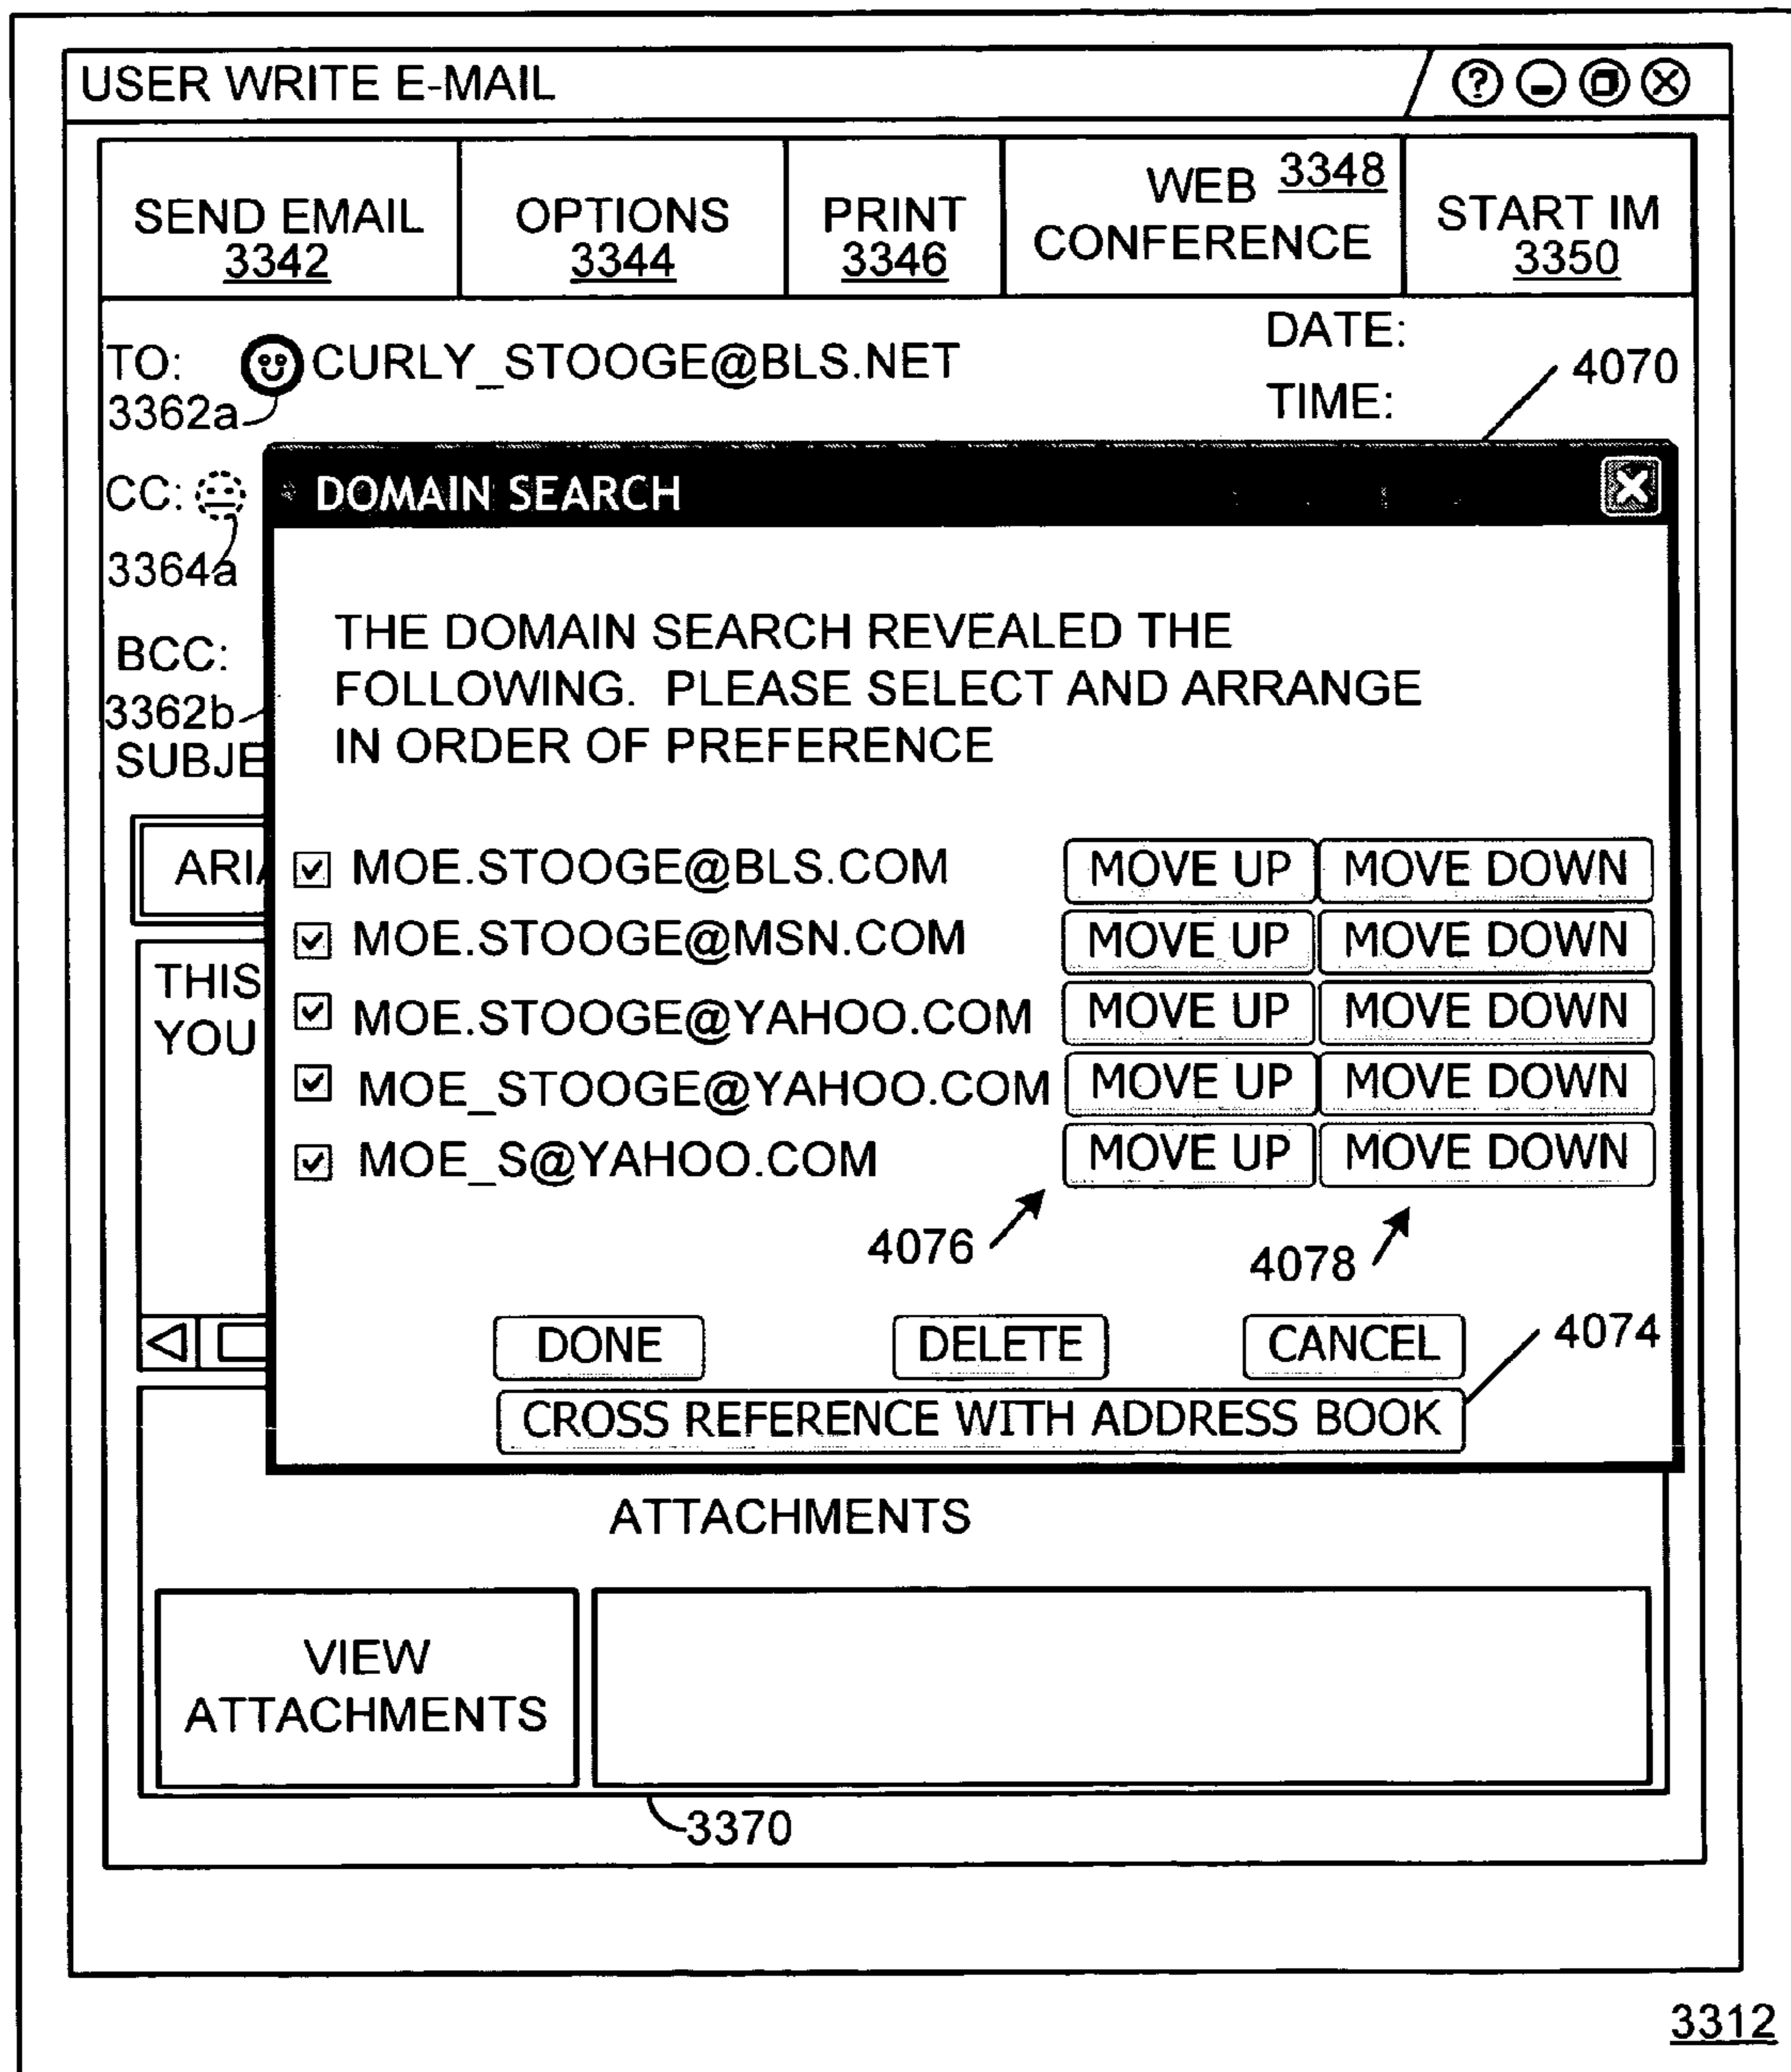 USER WRITE E-MAIL
SEND EMAIL
3342
OPTIONS
3344
PRINT
3346
WEB 3348
CONFERENCE
START IM
3350
TO: CURLY_STOOGE@BLS.NET
3362a
DATE:
TIME:
4070
CC:
3364a
BCC:
3362b
SUBJE
ARIA
THIS
YOU
DOMAIN SEARCH
THE DOMAIN SEARCH REVEALED THE
FOLLOWING. PLEASE SELECT AND ARRANGE
IN ORDER OF PREFERENCE
MOE.STOOGE@BLS.COM MOVE UP MOVE DOWN
MOE.STOOGE@MSN.COM MOVE UP MOVE DOWN
MOE.STOOGE@YAHOO.COM MOVE UP MOVE DOWN
MOE_STOOGE@YAHOO.COM MOVE UP MOVE DOWN
MOE_S@YAHOO.COM MOVE UP MOVE DOWN
4076
4078
DONE DELETE CANCEL
4074
CROSS REFERENCE WITH ADDRESS BOOK
ATTACHMENTS
VIEW
ATTACHMENTS
3370
3312